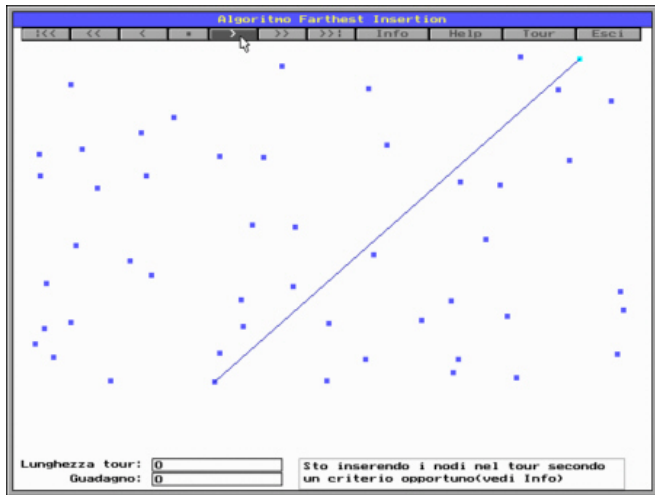 Algoritmo Farthest Insertion
|<< << < ▪ > >> >>| Info Help Tour Esci
Lunghezza tour: 0
Guadagno: 0
Sto inserendo i nodi nel tour secondo
un criterio opportuno(vedi Info)